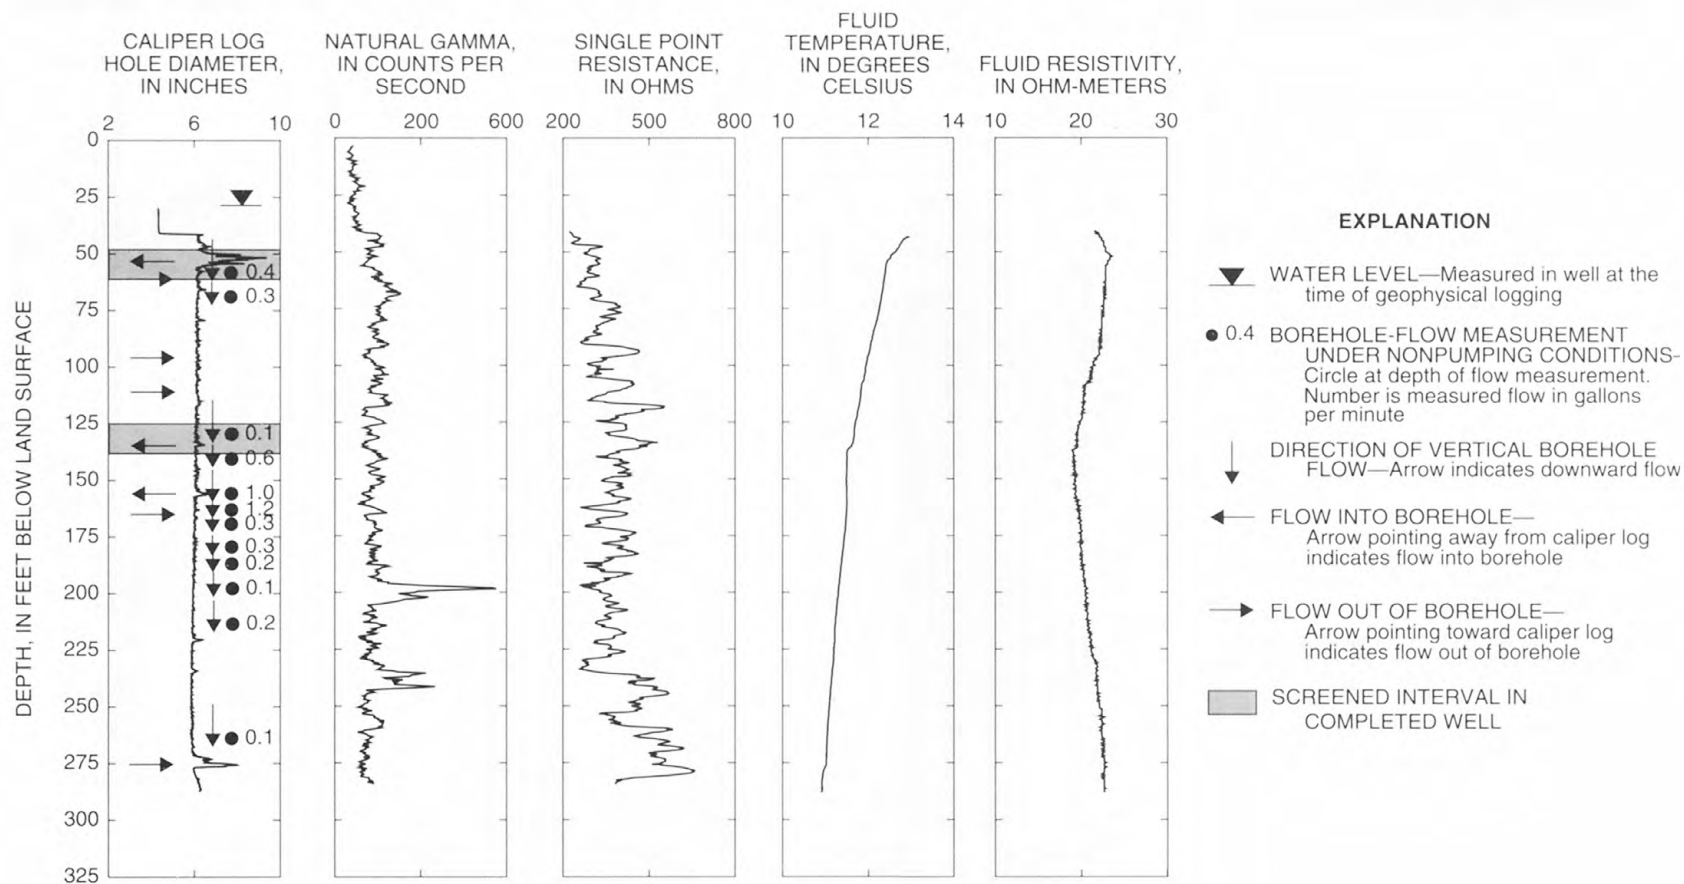 CALIPER LOG
HOLE DIAMETER,
IN INCHES
NATURAL GAMMA,
IN COUNTS PER
SECOND
SINGLE POINT
RESISTANCE,
IN OHMS
FLUID
TEMPERATURE,
IN DEGREES
CELSIUS
FLUID RESISTIVITY,
IN OHM-METERS
2 6 10
0 200 600
200 500 800
10 12 14
10 20 30
DEPTH, IN FEET BELOW LAND SURFACE
0
25
50
75
100
125
150
175
200
225
250
275
300
325
0.4
0.3
0.1
0.6
1.0
1.2
0.3
0.3
0.2
0.1
0.2
0.1
EXPLANATION
WATER LEVEL—Measured in well at the
time of geophysical logging
0.4 BOREHOLE-FLOW MEASUREMENT
UNDER NONPUMPING CONDITIONS-
Circle at depth of flow measurement.
Number is measured flow in gallons
per minute
DIRECTION OF VERTICAL BOREHOLE
FLOW—Arrow indicates downward flow
FLOW INTO BOREHOLE—
Arrow pointing away from caliper log
indicates flow into borehole
FLOW OUT OF BOREHOLE—
Arrow pointing toward caliper log
indicates flow out of borehole
SCREENED INTERVAL IN
COMPLETED WELL